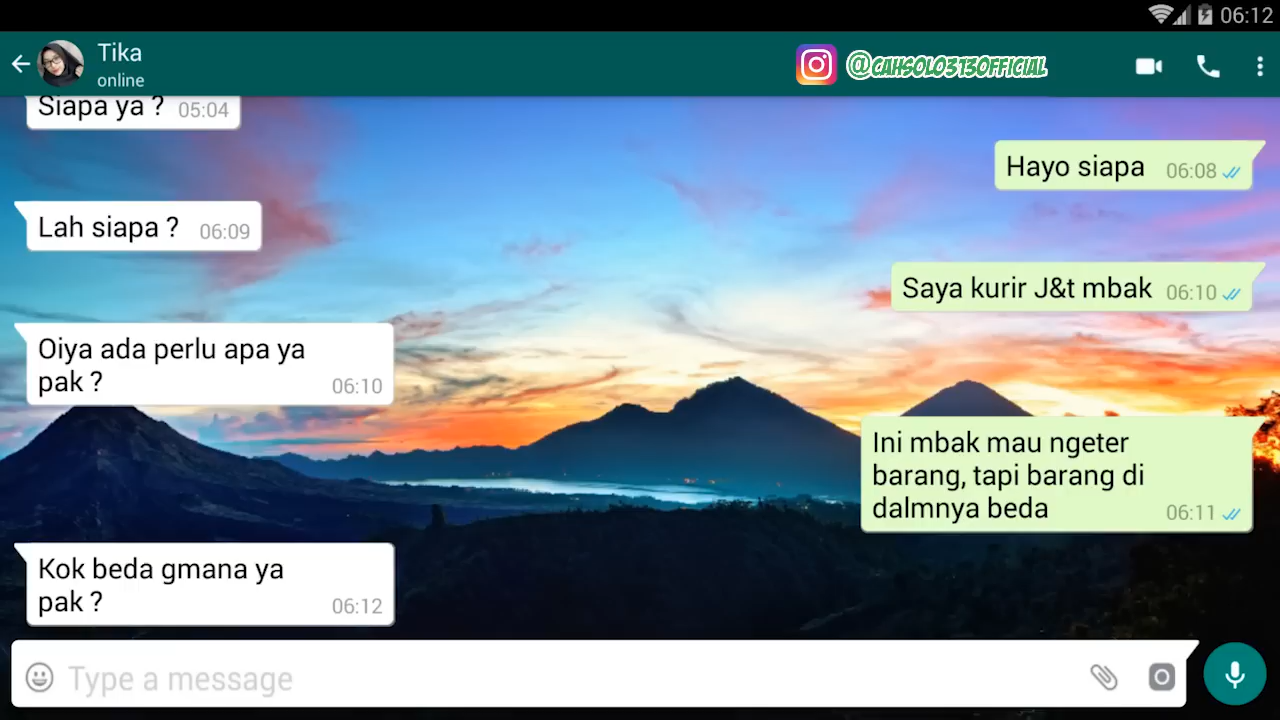 06:12
Tika
online
@CAHSOLO313OFFICIAL
Siapa ya ? 05:04
Hayo siapa 06:08
Lah siapa ? 06:09
Saya kurir J&t mbak 06:10
Oiya ada perlu apa ya
pak ? 06:10
Ini mbak mau ngeter
barang, tapi barang di
dalmnya beda 06:11
Kok beda gmana ya
pak ? 06:12
Type a message